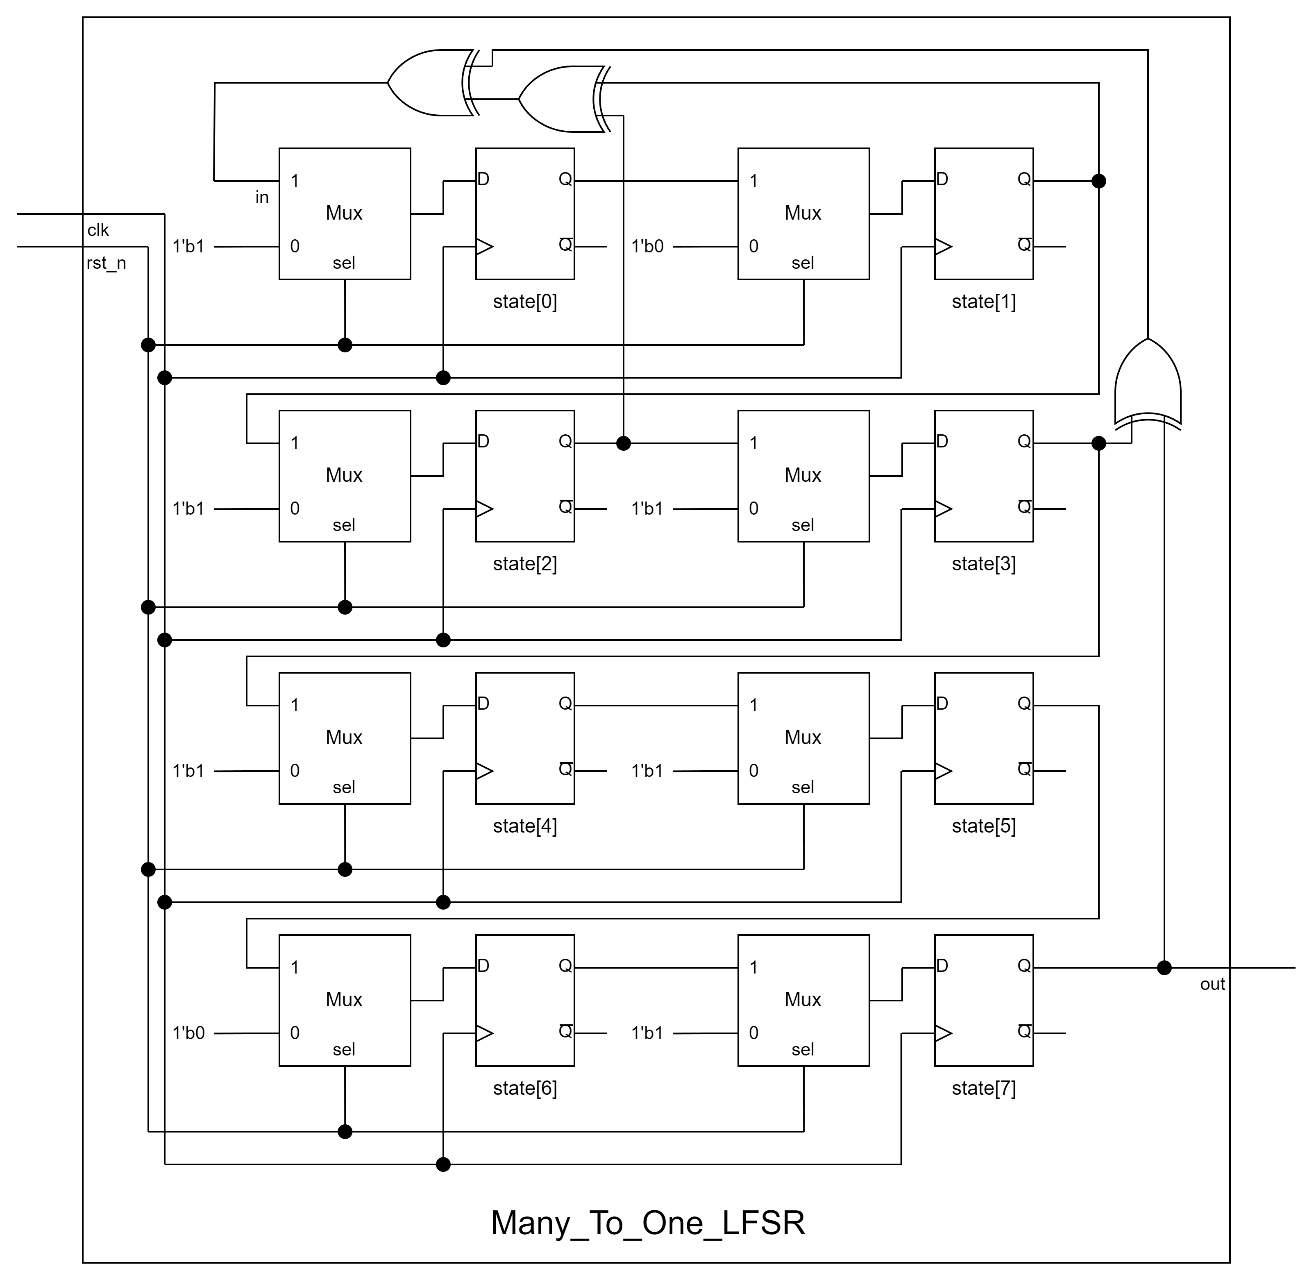 1 D Q 1 D Q
in
Mux Mux
clk
1'b1 0 Q 1'b0 0 Q
rst_n sel sel
state[0] state[1]
1 D Q 1 D Q
Mux Mux
1'b1 0 Q 1'b1 0 Q
sel sel
state[2] state[3]
1 D Q 1 D Q
Mux Mux
1'b1 0 Q 1'b1 0 Q
sel sel
state[4] state[5]
1 D Q 1 D Q
out
Mux Mux
1'b0 0 Q 1'b1 0 Q
sel sel
state[6] state[7]
Many_To_One_LFSR